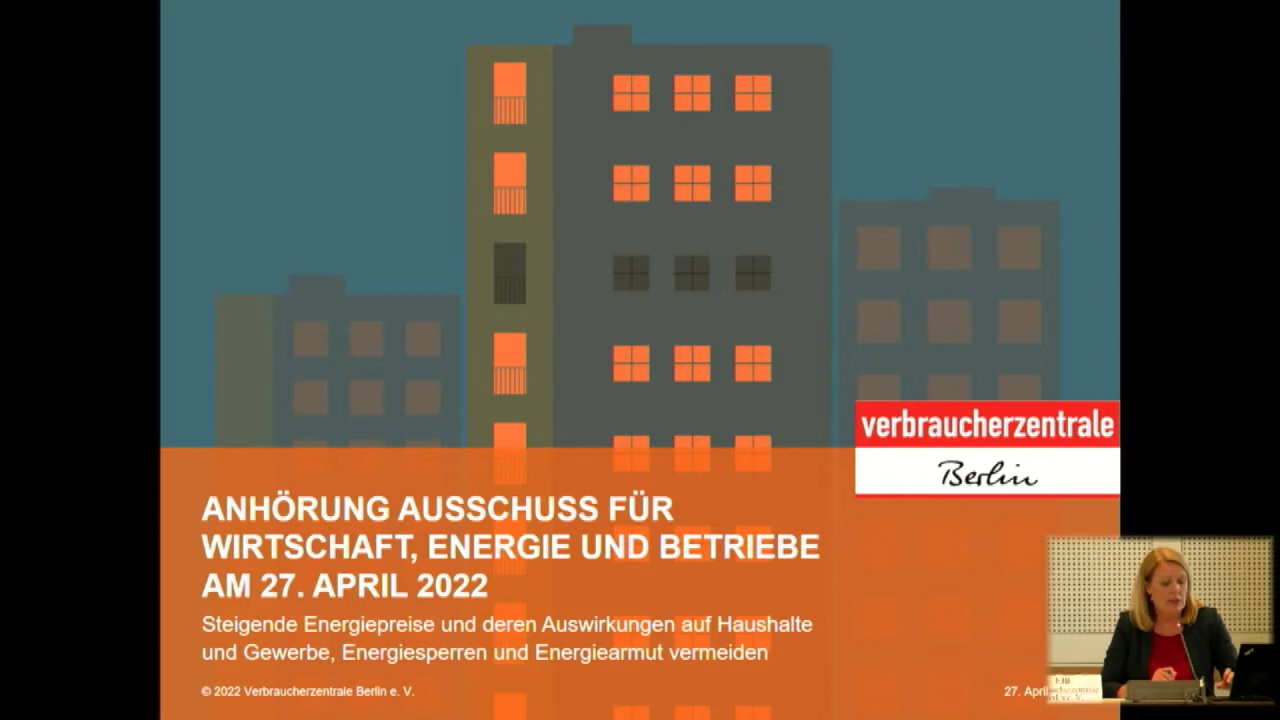 verbraucherzentrale
Berlin
ANHÖRUNG AUSSCHUSS FÜR
WIRTSCHAFT, ENERGIE UND BETRIEBE
AM 27. APRIL 2022
Steigende Energiepreise und deren Auswirkungen auf Haushalte
und Gewerbe, Energiesperren und Energiearmut vermeiden
© 2022 Verbraucherzentrale Berlin e. V.
27. April